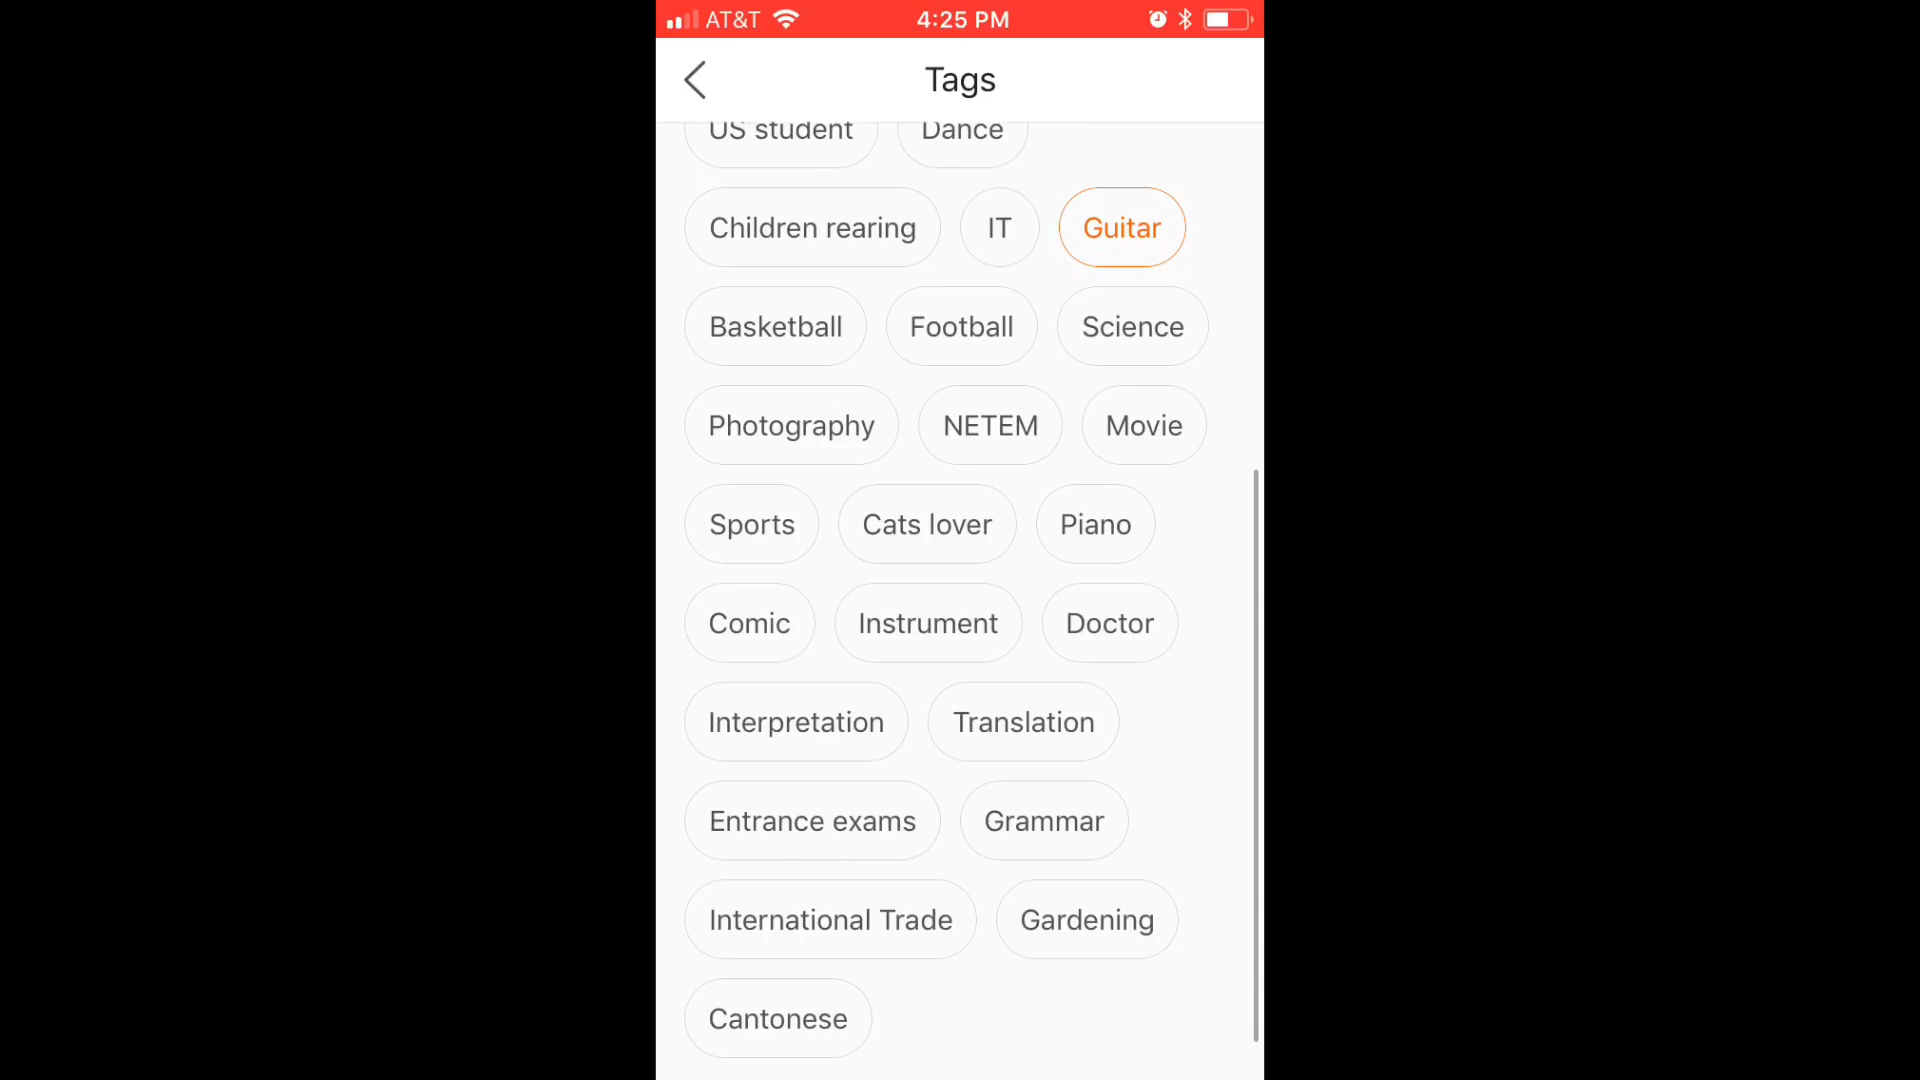 AT&T 4:25 PM
Tags
US student Dance
Children rearing IT Guitar
Basketball Football Science
Photography NETEM Movie
Sports Cats lover Piano
Comic Instrument Doctor
Interpretation Translation
Entrance exams Grammar
International Trade Gardening
Cantonese